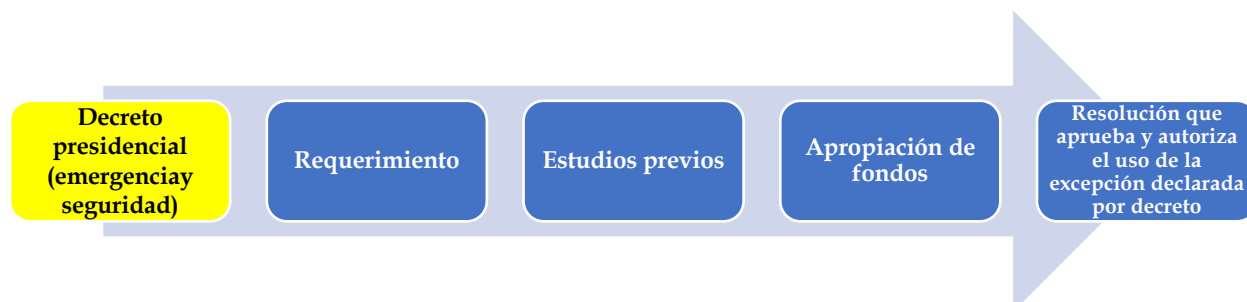 Decreto
presidencial
(emergenciay
seguridad)
Requerimiento
Estudios previos
Apropiación de
fondos
Resolución que
aprueba y autoriza
el uso de la
excepción declarada
por decreto